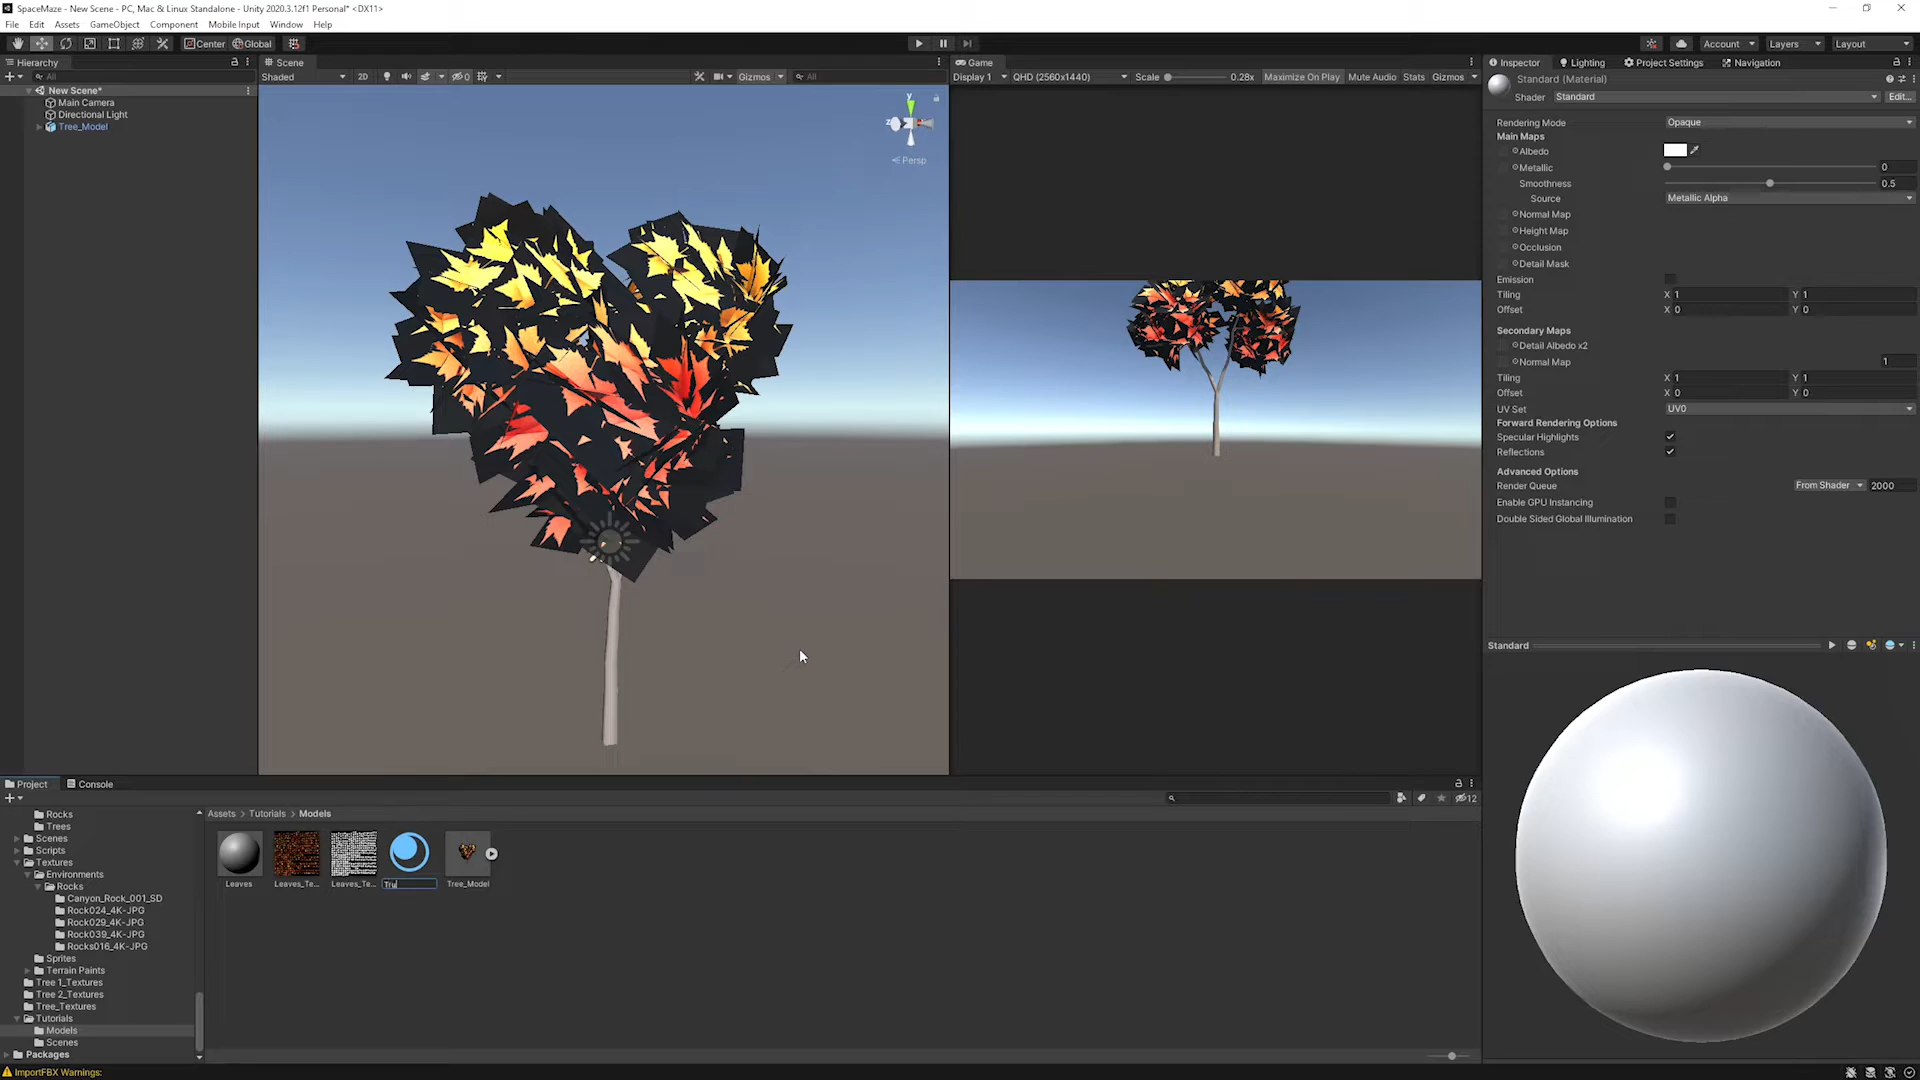 SpaceMaze - New Scene - PC, Mac & Linux Standalone - Unity 2020.3.12f1 Personal* <DX11>
File Edit Assets GameObject Component Mobile Input Window Help
Center Global
Account Layers Layout
Hierarchy
All
New Scene*
Main Camera
Directional Light
Tree_Model
Scene
Shaded 2D 0 Gizmos All
y
z
Persp
Game
Display 1 QHD (2560x1440) Scale 0.28x Maximize On Play Mute Audio Stats Gizmos
Inspector Lighting Project Settings Navigation
Standard (Material)
Shader Standard Edit...
Rendering Mode Opaque
Main Maps
Albedo
Metallic 0
Smoothness 0.5
Source Metallic Alpha
Normal Map
Height Map
Occlusion
Detail Mask
Emission
Tiling X 1 Y 1
Offset X 0 Y 0
Secondary Maps
Detail Albedo x2
Normal Map 1
Tiling X 1 Y 1
Offset X 0 Y 0
UV Set UV0
Forward Rendering Options
Specular Highlights
Reflections
Advanced Options
Render Queue From Shader 2000
Enable GPU Instancing
Double Sided Global Illumination
Standard
Project Console
12
Rocks
Trees
Scenes
Scripts
Textures
Environments
Rocks
Canyon_Rock_001_SD
Rock024_4K-JPG
Rock029_4K-JPG
Rock039_4K-JPG
Rocks016_4K-JPG
Sprites
Terrain Paints
Tree 1_Textures
Tree 2_Textures
Tree_Textures
Tutorials
Models
Scenes
Packages
Assets > Tutorials > Models
Leaves Leaves_Te... Leaves_Te... Tru Tree_Model
ImportFBX Warnings: